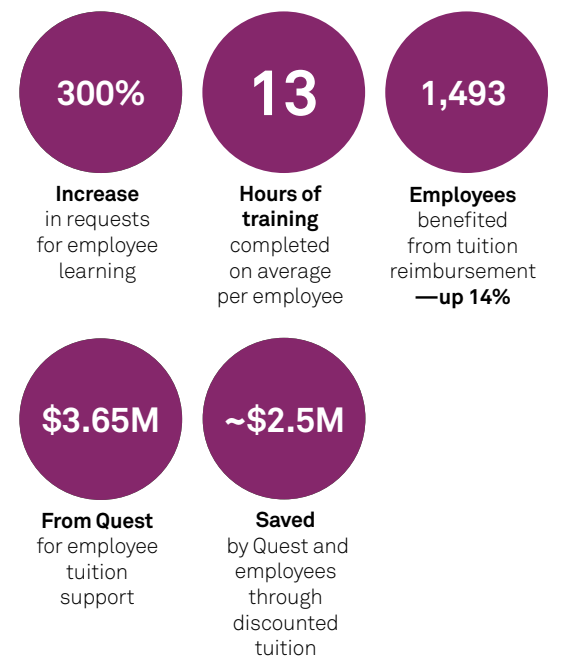 300%
Increase
in requests
for employee
learning
13
Hours of
training
completed
on average
per employee
1,493
Employees
benefited
from tuition
reimbursement
—up 14%
$3.65M
From Quest
for employee
tuition
support
~$2.5M
Saved
by Quest and
employees
through
discounted
tuition